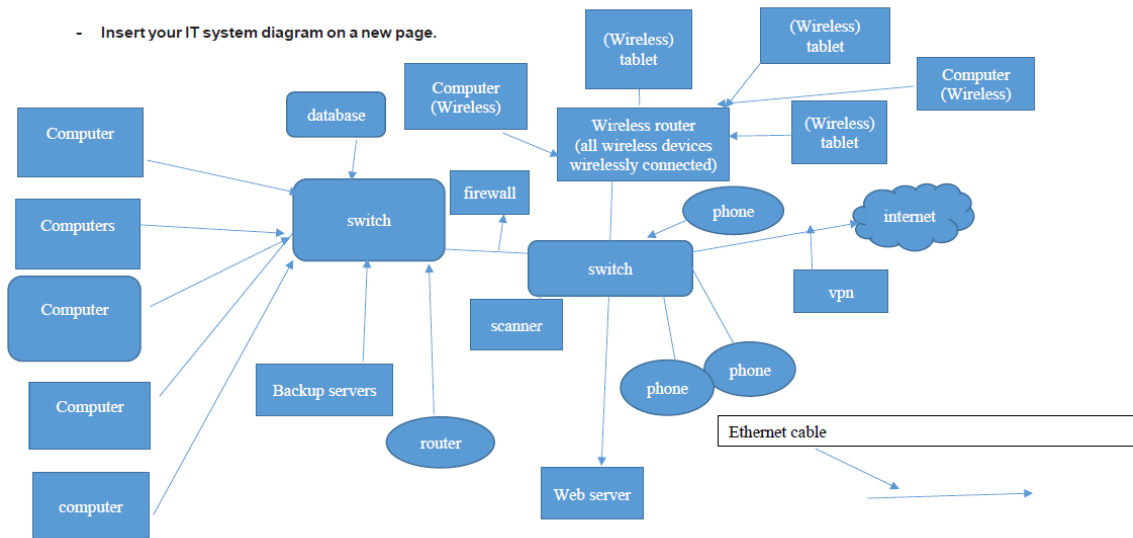 - Insert your IT system diagram on a new page.
(Wireless)
tablet
(Wireless)
tablet
Computer
(Wireless)
Computer
(Wireless)
database
Computer
Wireless router
(all wireless devices
wirelessly connected)
(Wireless)
tablet
firewall
switch
phone
internet
Computers
switch
vpn
Computer
scanner
phone
phone
Backup servers
Computer
router
Ethernet cable
Web server
computer